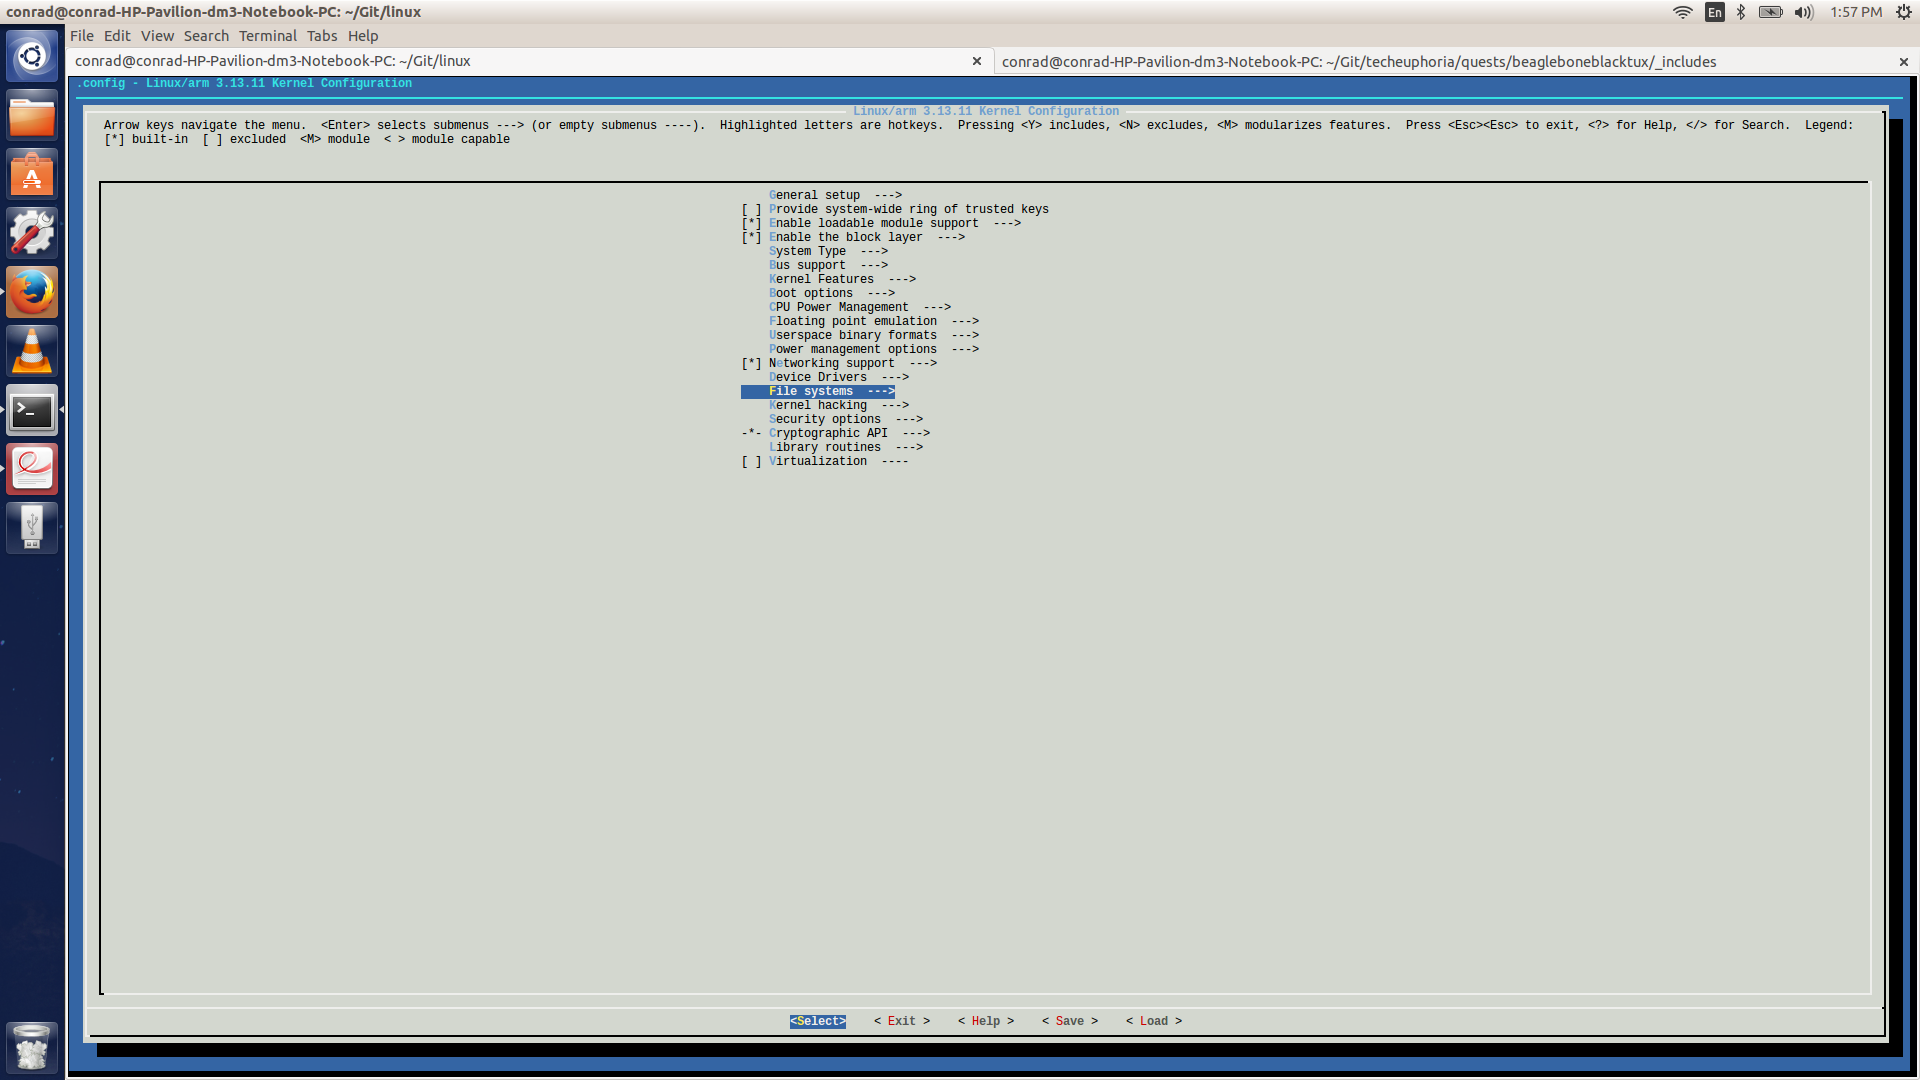 conrad@conrad-HP-Pavilion-dm3-Notebook-PC: ~/Git/linux
En
1:57 PM
File Edit View Search Terminal Tabs Help
conrad@conrad-HP-Pavilion-dm3-Notebook-PC: ~/Git/linux ×
conrad@conrad-HP-Pavilion-dm3-Notebook-PC: ~/Git/techeuphoria/quests/beagleboneblacktux/_includes ×
.config - Linux/arm 3.13.11 Kernel Configuration
Linux/arm 3.13.11 Kernel Configuration
Arrow keys navigate the menu.  <Enter> selects submenus ---> (or empty submenus ----).  Highlighted letters are hotkeys.  Pressing <Y> includes, <N> excludes, <M> modularizes features.  Press <Esc><Esc> to exit, <?> for Help, </> for Search.  Legend:
[*] built-in  [ ] excluded  <M> module  < > module capable
General setup  --->
[ ] Provide system-wide ring of trusted keys
[*] Enable loadable module support  --->
[*] Enable the block layer  --->
System Type  --->
Bus support  --->
Kernel Features  --->
Boot options  --->
CPU Power Management  --->
Floating point emulation  --->
Userspace binary formats  --->
Power management options  --->
[*] Networking support  --->
Device Drivers  --->
File systems  --->
Kernel hacking  --->
Security options  --->
-*- Cryptographic API  --->
Library routines  --->
[ ] Virtualization  ----
<Select>    < Exit >    < Help >    < Save >    < Load >